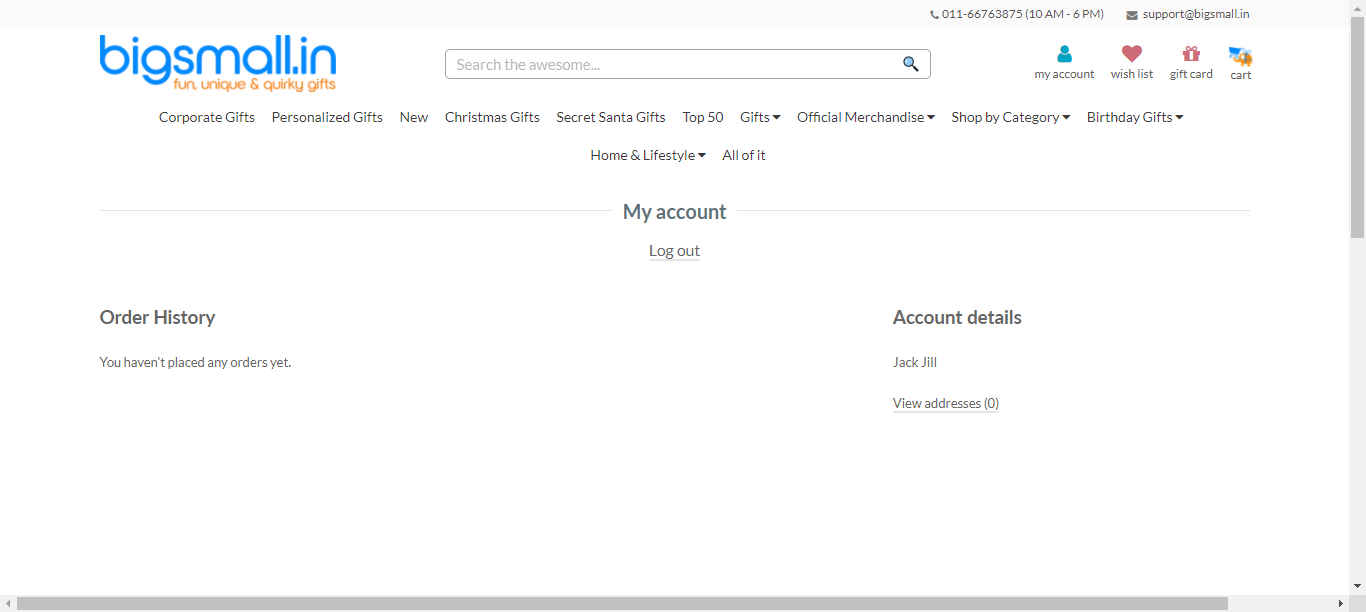 011-66763875 (10 AM - 6 PM) support@bigsmall.in
bigsmall.in
fun, unique & quirky gifts
Search the awesome...
my account wish list gift card cart
Corporate Gifts Personalized Gifts New Christmas Gifts Secret Santa Gifts Top 50 Gifts Official Merchandise Shop by Category Birthday Gifts
Home & Lifestyle All of it
My account
Log out
Order History
You haven't placed any orders yet.
Account details
Jack Jill
View addresses (0)